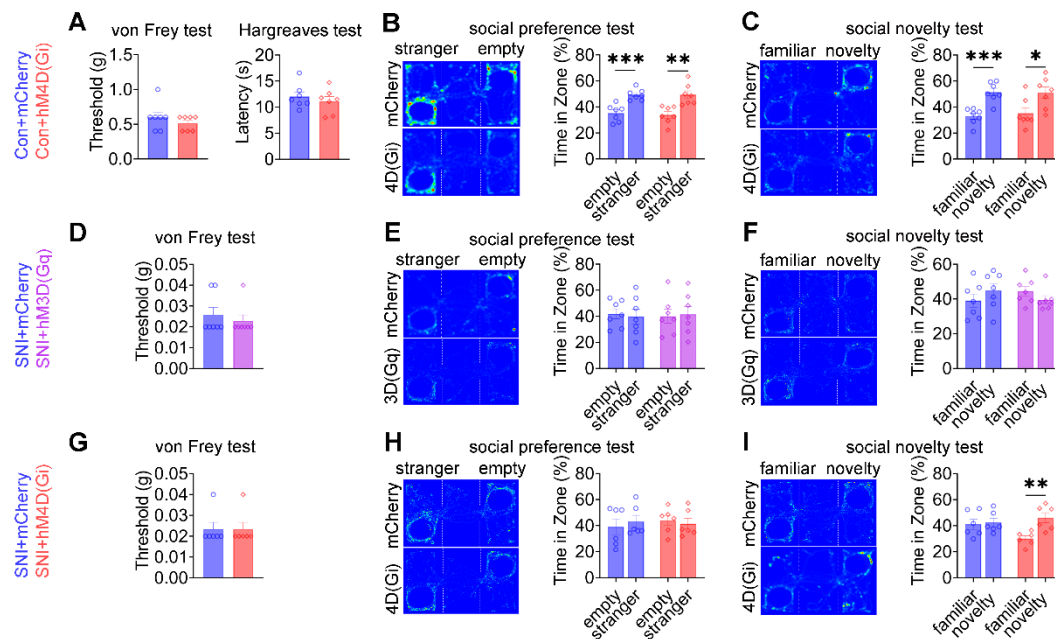 A
von Frey test
Hargreaves test
Con+mCherry
Con+hM4D(Gi)
Threshold (g)
1.5
1.0
0.5
0.0
Latency (s)
20
15
10
5
0
B
social preference test
stranger empty
mCherry
4D(Gi)
Time in Zone (%)
80
60
40
20
0
*** **
empty
stranger
empty
stranger
C
social novelty test
familiar novelty
mCherry
4D(Gi)
Time in Zone (%)
80
60
40
20
0
*** *
familiar
novelty
familiar
novelty
D
von Frey test
SNI+mCherry
SNI+hM3D(Gq)
Threshold (g)
0.05
0.04
0.03
0.02
0.01
0.00
E
social preference test
stranger empty
mCherry
3D(Gq)
Time in Zone (%)
80
60
40
20
0
empty
stranger
empty
stranger
F
social novelty test
familiar novelty
mCherry
3D(Gq)
Time in Zone (%)
80
60
40
20
0
familiar
novelty
familiar
novelty
G
von Frey test
SNI+mCherry
SNI+hM4D(Gi)
Threshold (g)
0.05
0.04
0.03
0.02
0.01
0.00
H
social preference test
stranger empty
mCherry
4D(Gi)
Time in Zone (%)
80
60
40
20
0
empty
stranger
empty
stranger
I
social novelty test
familiar novelty
mCherry
4D(Gi)
Time in Zone (%)
80
60
40
20
0
**
familiar
novelty
familiar
novelty